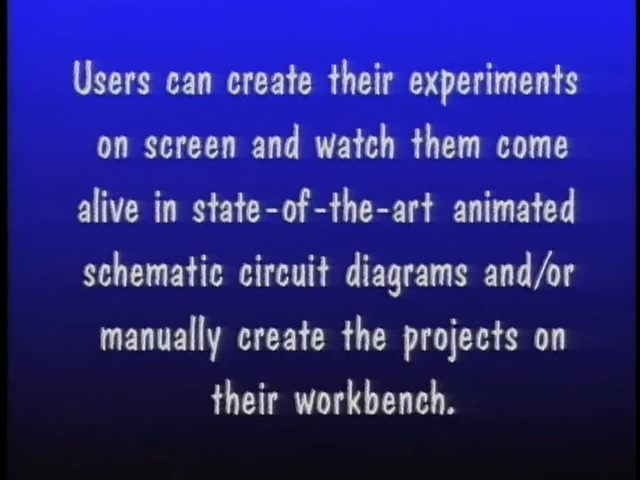 Users can create their experiments
on screen and watch them come
alive in state-of-the-art animated
schematic circuit diagrams and/or
manually create the projects on
their workbench.